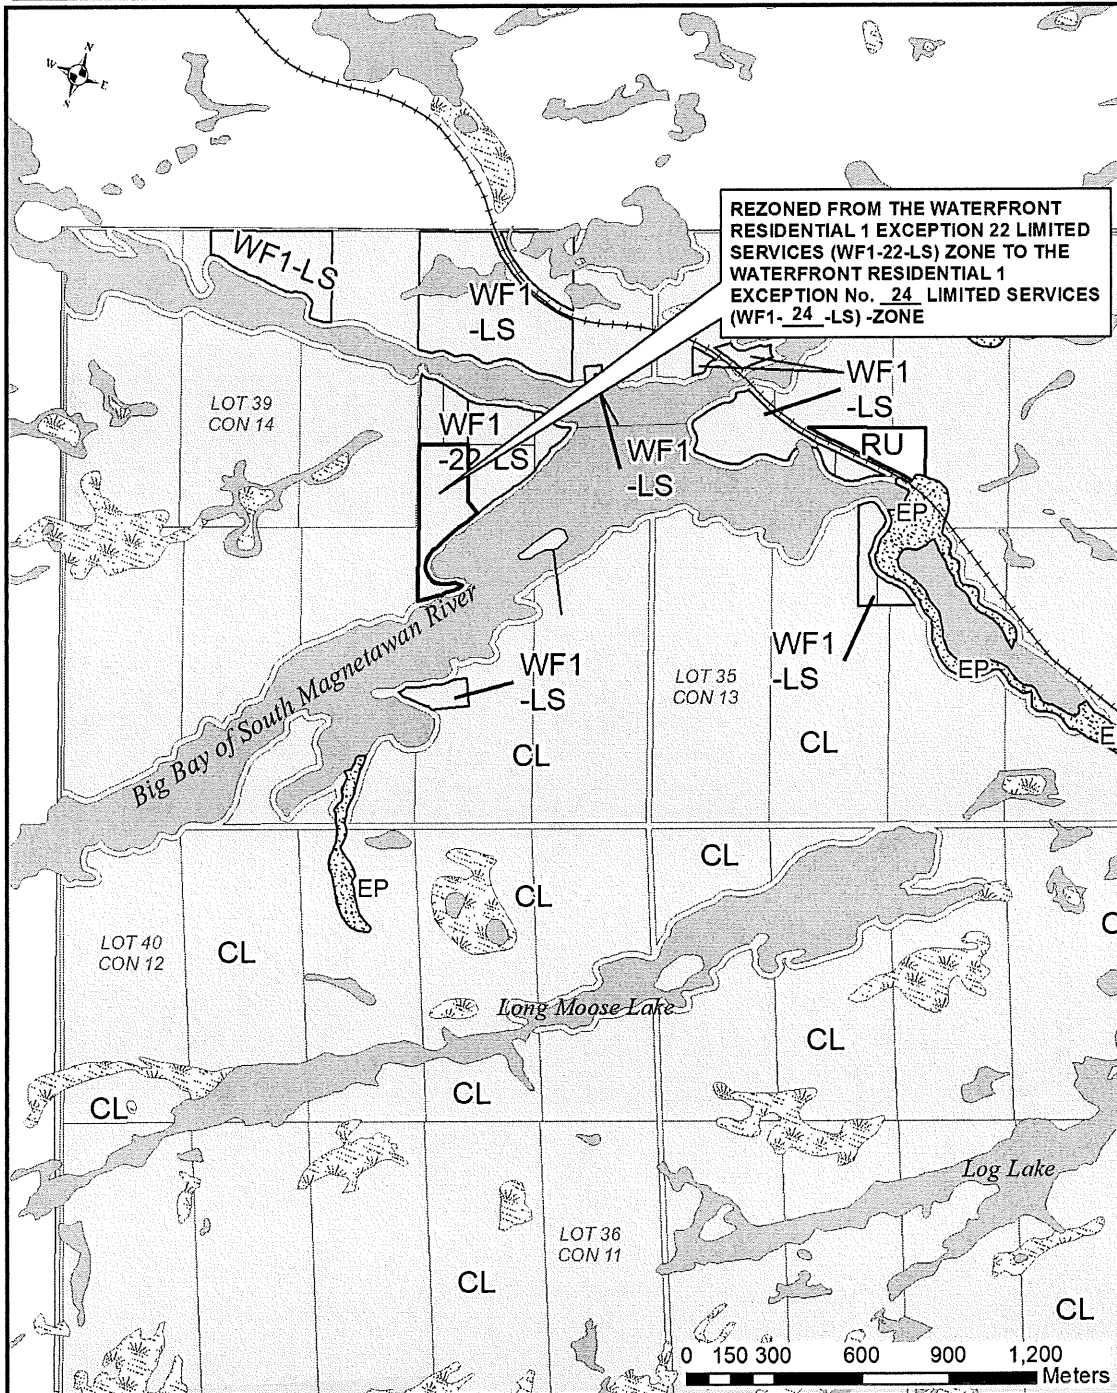 N
W
E
S
REZONED FROM THE WATERFRONT
RESIDENTIAL 1 EXCEPTION 22 LIMITED
SERVICES (WF1-22-LS) ZONE TO THE
WATERFRONT RESIDENTIAL 1
EXCEPTION No. 24 LIMITED SERVICES
(WF1- 24 -LS) -ZONE
WF1-LS
WF1
-LS
WF1
-LS
LOT 39
CON 14
WF1
-22 LS
WF1
-LS
RU
EP
Big Bay of South Magnetawan River
WF1
-LS
LOT 35
CON 13
WF1
-LS
EP
E
CL
CL
EP
CL
CL
C
LOT 40
CON 12
CL
Long Moose Lake
CL
CL
CL
Log Lake
LOT 36
CON 11
CL
CL
0 150 300 600 900 1,200
Meters